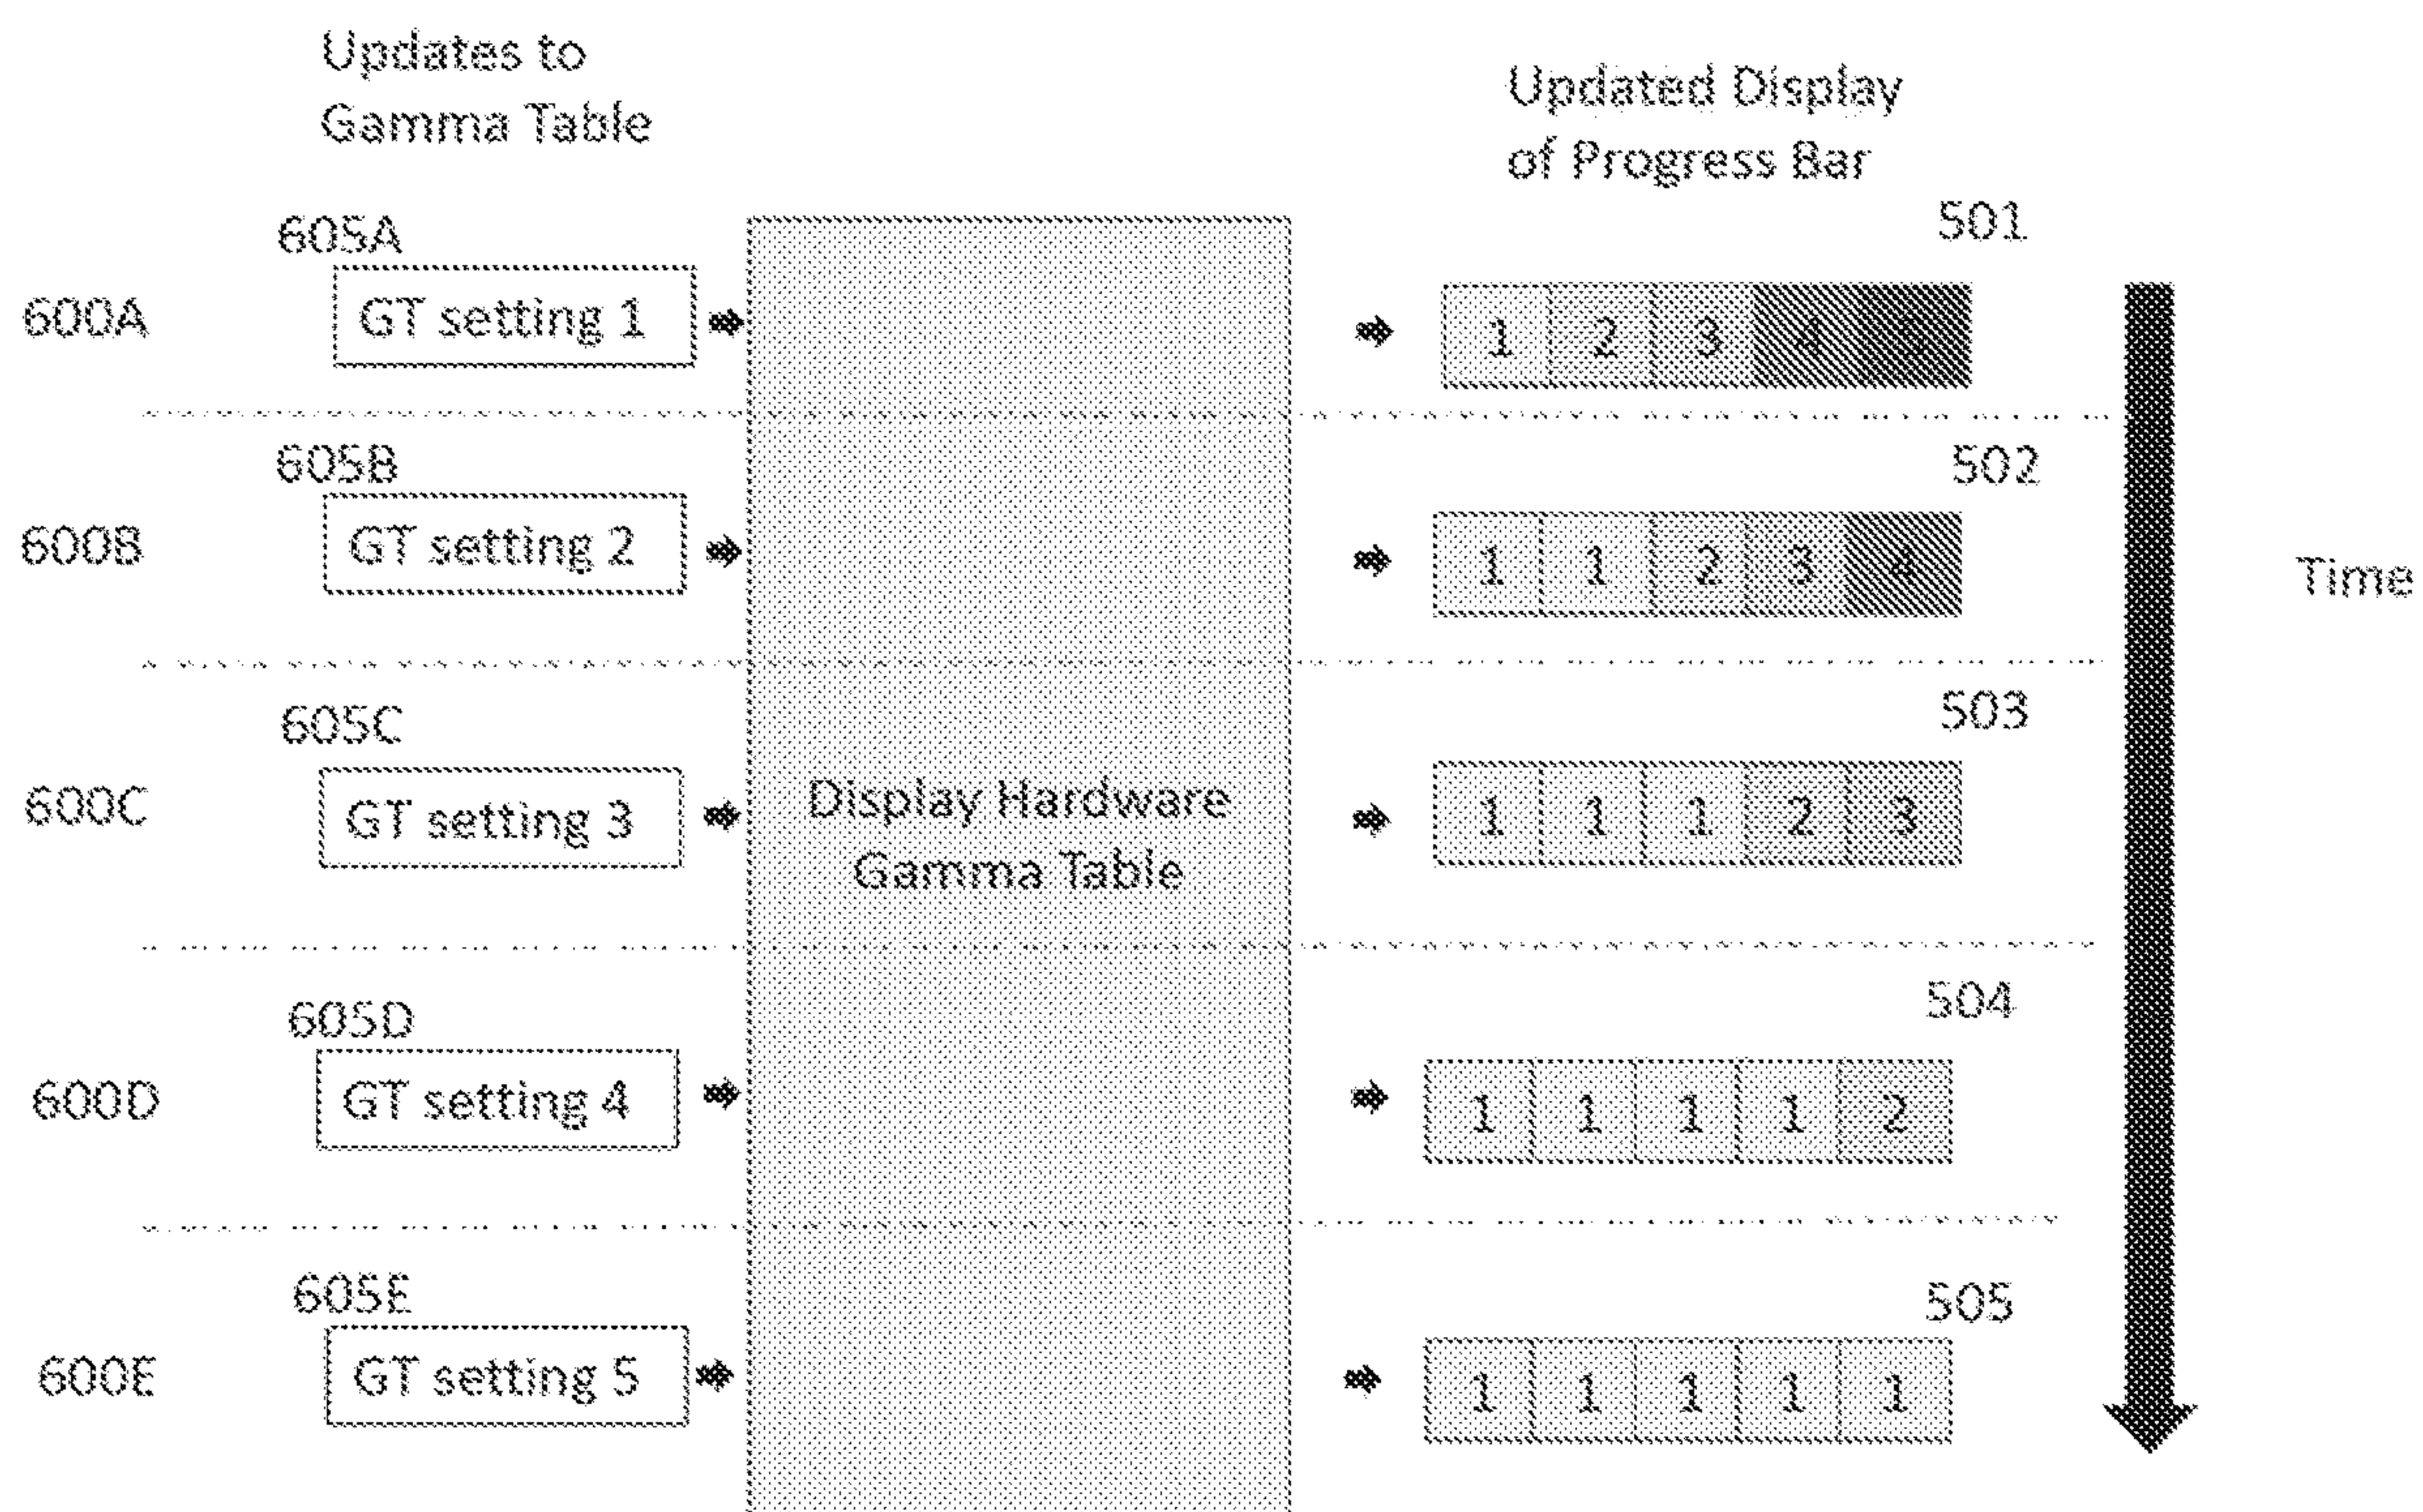 Updates to
Gamma Table
Updated Display
of Progress Bar
605A
501
600A
GT setting 1
1 2 3 4
605B
502
600B
GT setting 2
1 1 2 3 4
Time
605C
503
600C
GT setting 3
Display Hardware
Gamma Table
1 1 1 2 3
605D
504
600D
GT setting 4
1 1 1 1 2
605E
505
600E
GT setting 5
1 1 1 1 1